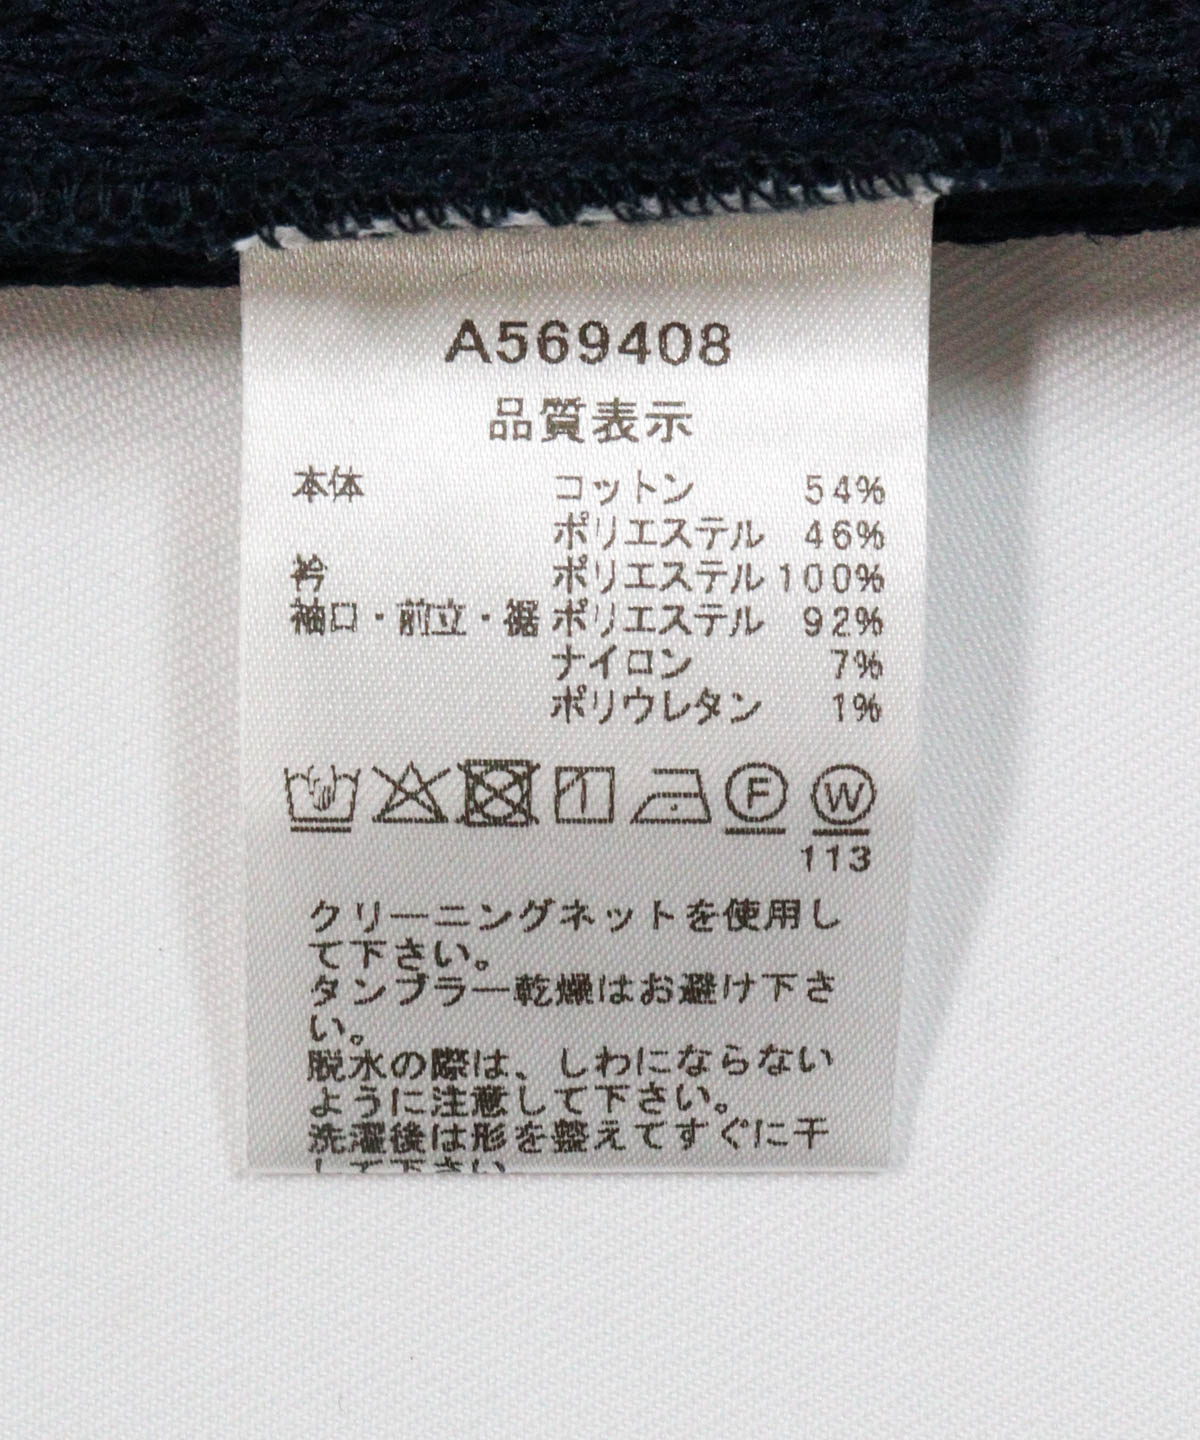 A569408
品質表示
本体 コットン 54%
ポリエステル 46%
衿 ポリエステル 100%
袖口・前立・裾 ポリエステル 92%
ナイロン 7%
ポリウレタン 1%
F W
113
クリーニングネットを使用し
て下さい。
タンブラー乾燥はお避け下さ
い。
脱水の際は、しわにならない
ように注意して下さい。
洗濯後は形を整えてすぐに干
して下さい。